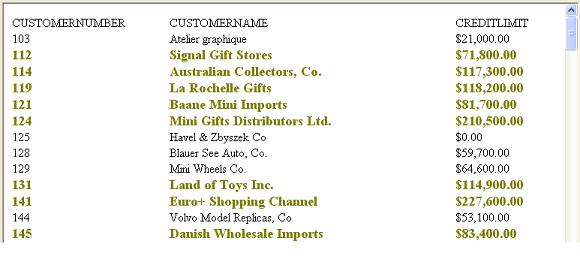 CUSTOMERNUMBER CUSTOMERNAME CREDITLIMIT
103 Atelier graphique $21,000.00
112 Signal Gift Stores $71,800.00
114 Australian Collectors, Co. $117,300.00
119 La Rochelle Gifts $118,200.00
121 Baane Mini Imports $81,700.00
124 Mini Gifts Distributors Ltd. $210,500.00
125 Havel & Zbyszek Co $0.00
128 Blauer See Auto, Co. $59,700.00
129 Mini Wheels Co. $64,600.00
131 Land of Toys Inc. $114,900.00
141 Euro+ Shopping Channel $227,600.00
144 Volvo Model Replicas, Co $53,100.00
145 Danish Wholesale Imports $83,400.00